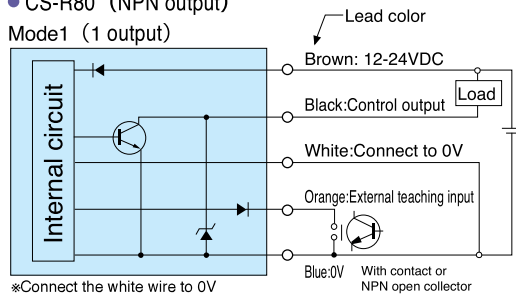 CS-R80 (NPN output)
Mode1 (1 output)
Lead color
Brown: 12-24VDC
Load
Black:Control output
Internal circuit
White:Connect to 0V
Orange:External teaching input
Blue:0V
With contact or
NPN open collector
※Connect the white wire to 0V